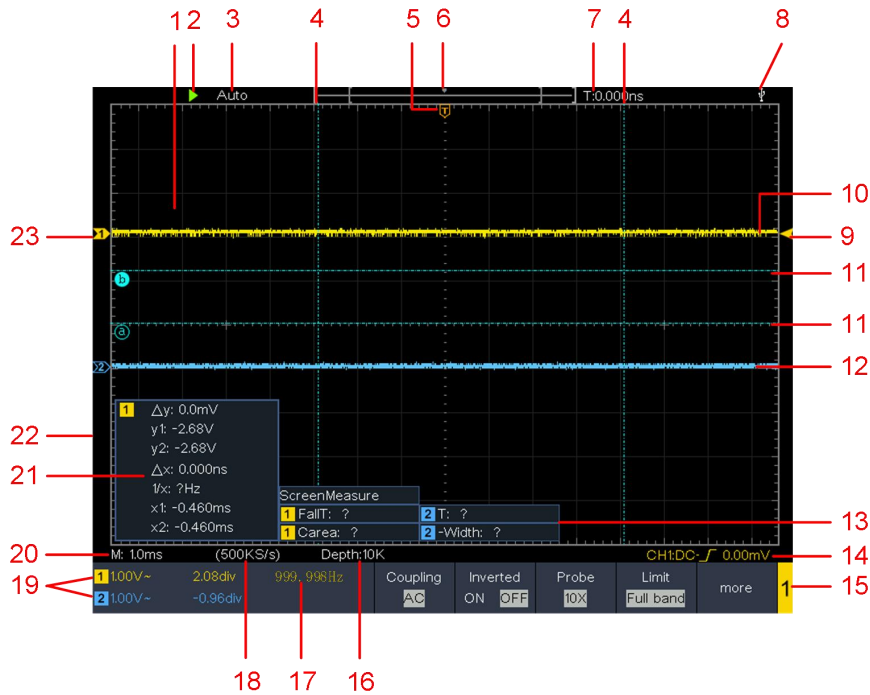 1 2 3 4 5 6 7 4 8
Auto T:0.000ns
T
10
23 1 9
b 11
a 11
2 12
1 △y: 0.0mV
y1: -2.68V
22
y2: -2.68V
21 △x: 0.000ns
1/x: ?Hz
x1: -0.460ms
x2: -0.460ms
ScreenMeasure
1 FallT: ? 2 T: ?
13
1 Carea: ? 2 -Width: ?
20 M: 1.0ms (500KS/s) Depth:10K CH1:DC- 0.00mV 14
19 1 1.00V~ 2.08div 999.998Hz Coupling Inverted Probe Limit more 1 15
2 1.00V~ -0.96div AC ON OFF 10X Full band
18 17 16